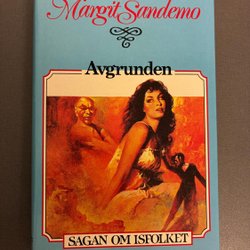 Margit Sandemo
Avgrunden
SAGAN OM ISFOLKET